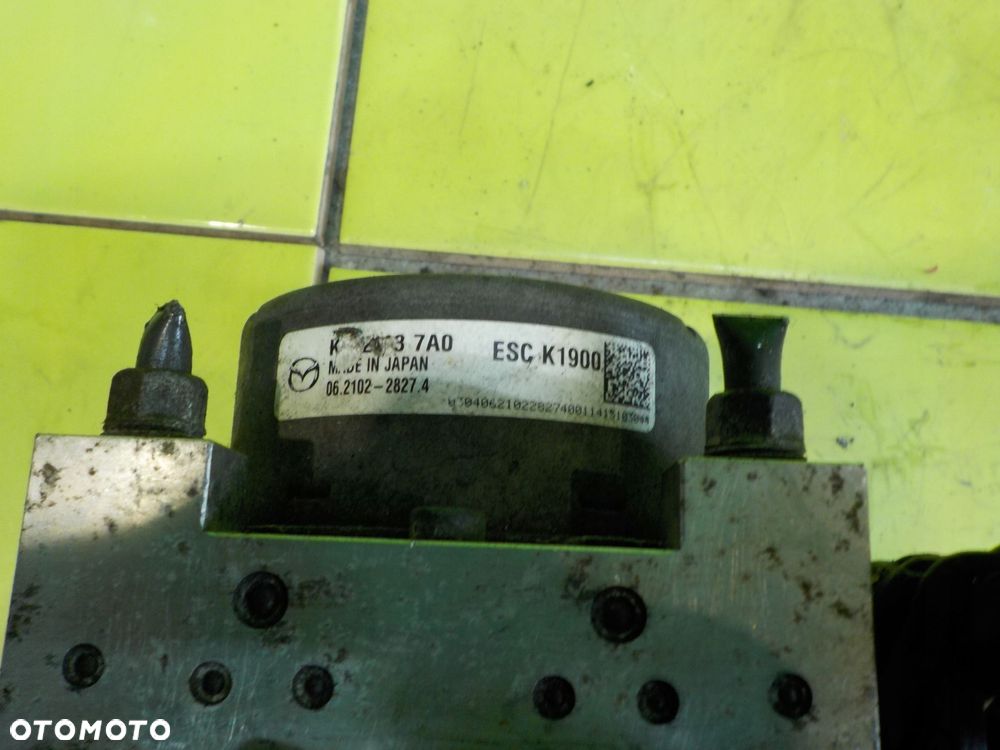 7A0 ESC K1900
MADE IN JAPAN
06.2102-2827.4
OTOMOTO